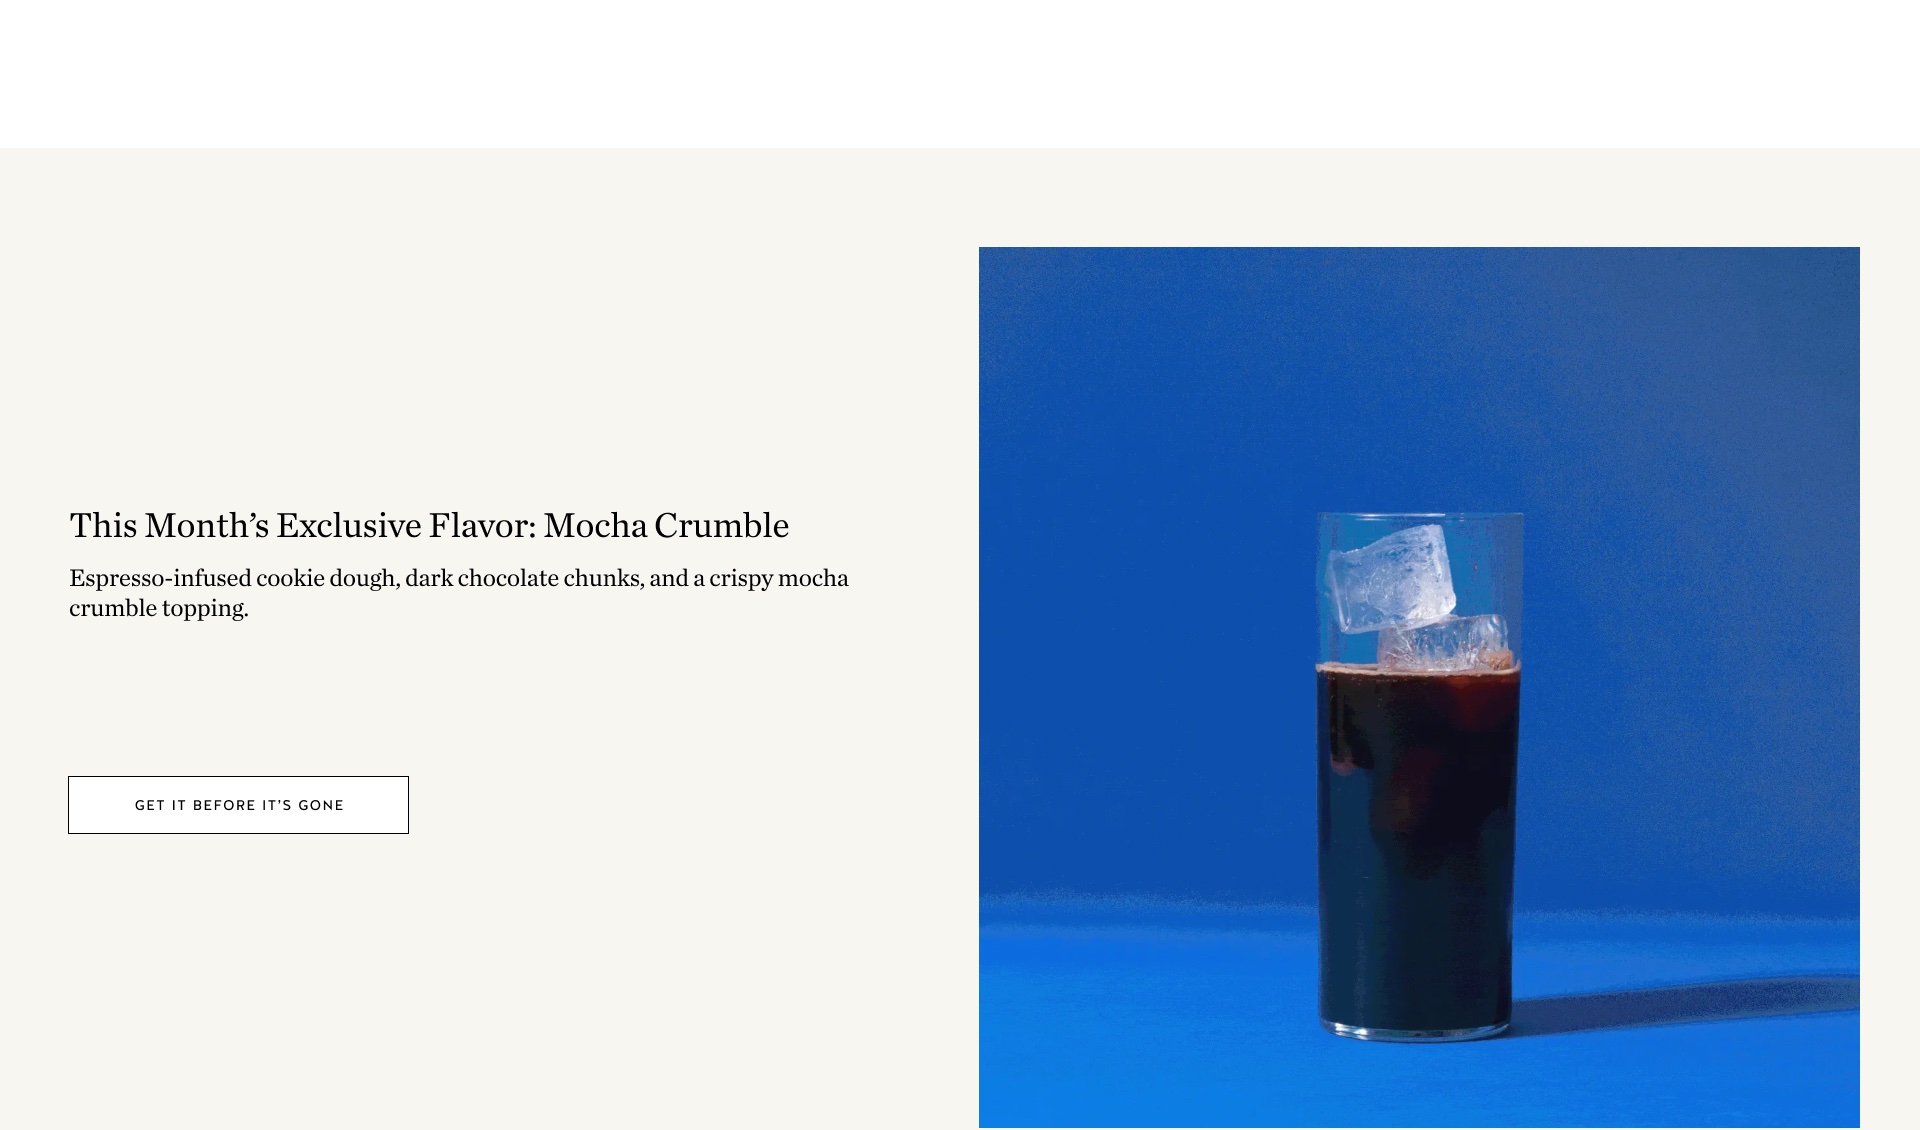 This Month’s Exclusive Flavor: Mocha Crumble
Espresso-infused cookie dough, dark chocolate chunks, and a crispy mocha
crumble topping.
GET IT BEFORE IT’S GONE